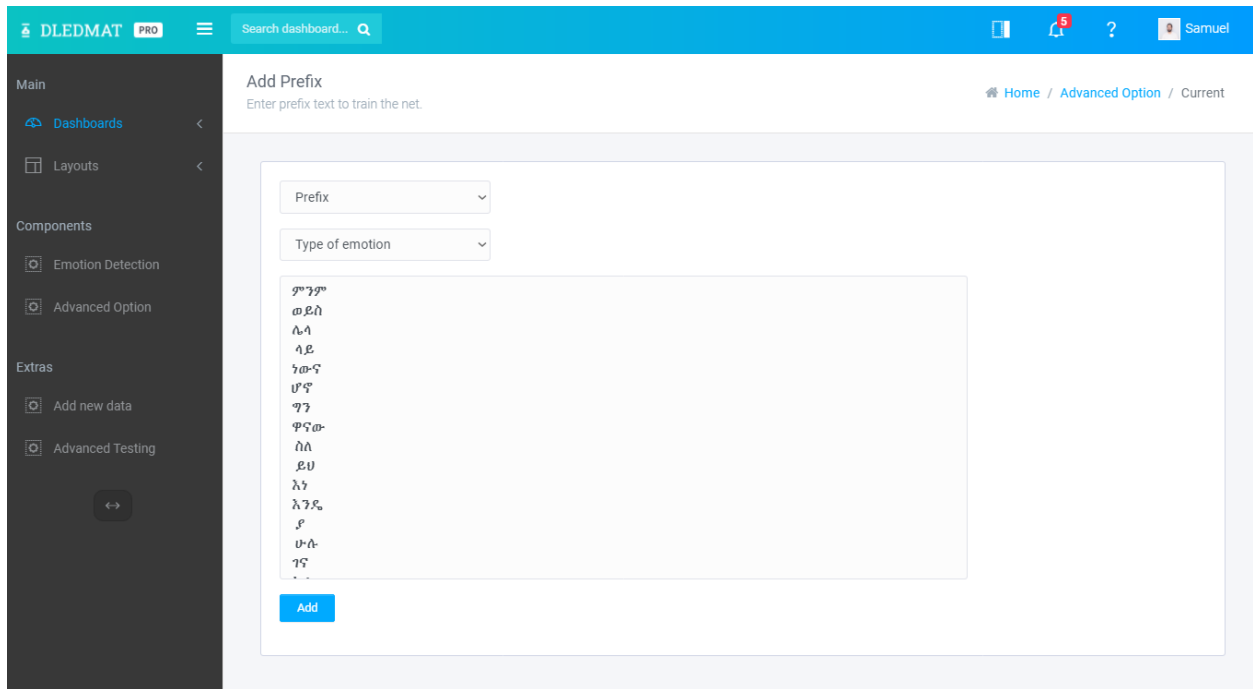 DLEDMAT PRO
Search dashboard...
5
?
Samuel
Main
Dashboards
Layouts
Components
Emotion Detection
Advanced Option
Extras
Add new data
Advanced Testing
Add Prefix
Enter prefix text to train the net.
Home / Advanced Option / Current
Prefix
Type of emotion
ምንም
ወይስ
ሌላ
ላይ
ነውና
ሆኖ
ግን
ዋናው
ስለ
ይህ
እነ
እንዴ
ያ
ሁሉ
ገና
Add